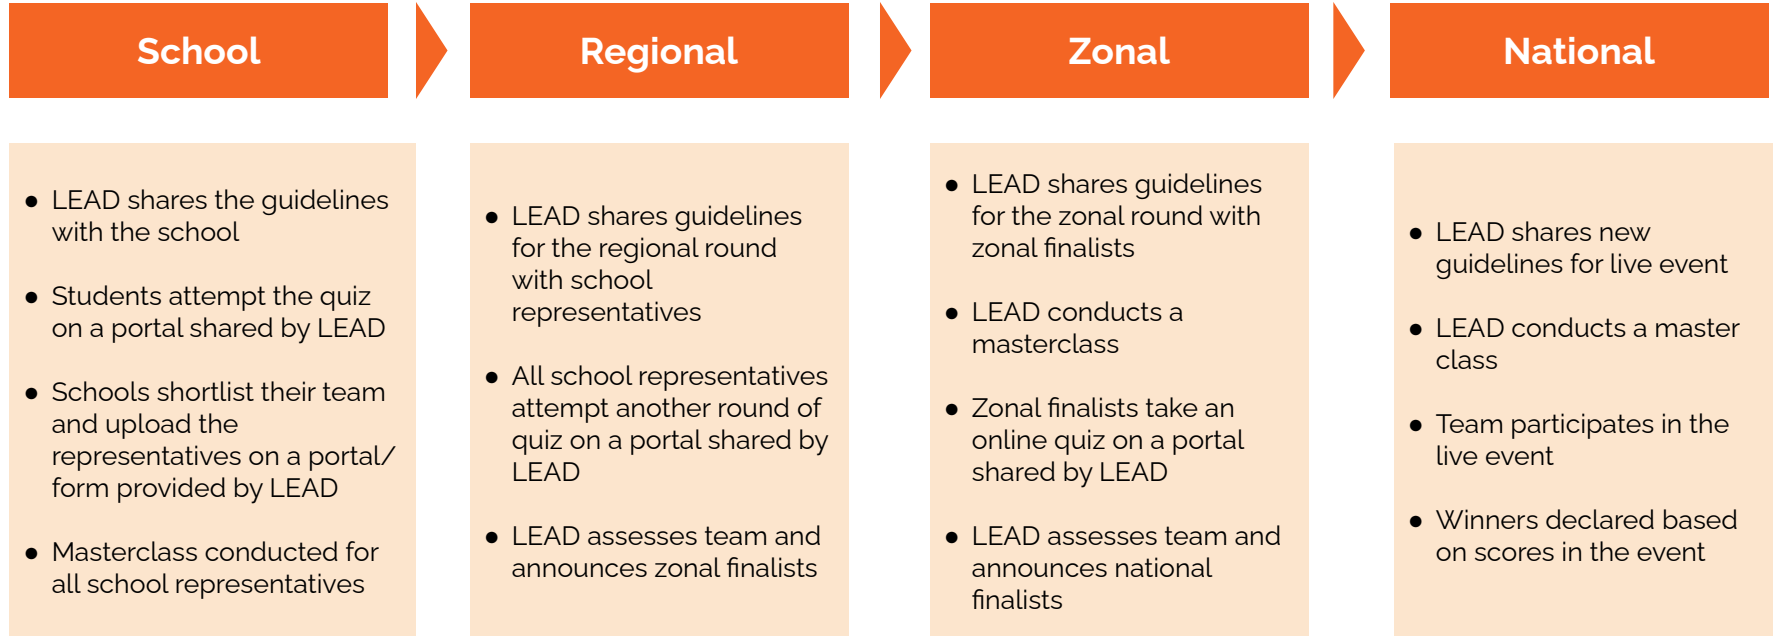 School
Regional
Zonal
National
● LEAD shares the guidelines
with the school
● Students attempt the quiz
on a portal shared by LEAD
● Schools shortlist their team
and upload the
representatives on a portal/
form provided by LEAD
● Masterclass conducted for
all school representatives
● LEAD shares guidelines
for the regional round
with school
representatives
● All school representatives
attempt another round of
quiz on a portal shared by
LEAD
● LEAD assesses team and
announces zonal finalists
● LEAD shares guidelines
for the zonal round with
zonal finalists
● LEAD conducts a
masterclass
● Zonal finalists take an
online quiz on a portal
shared by LEAD
● LEAD assesses team and
announces national
finalists
● LEAD shares new
guidelines for live event
● LEAD conducts a master
class
● Team participates in the
live event
● Winners declared based
on scores in the event